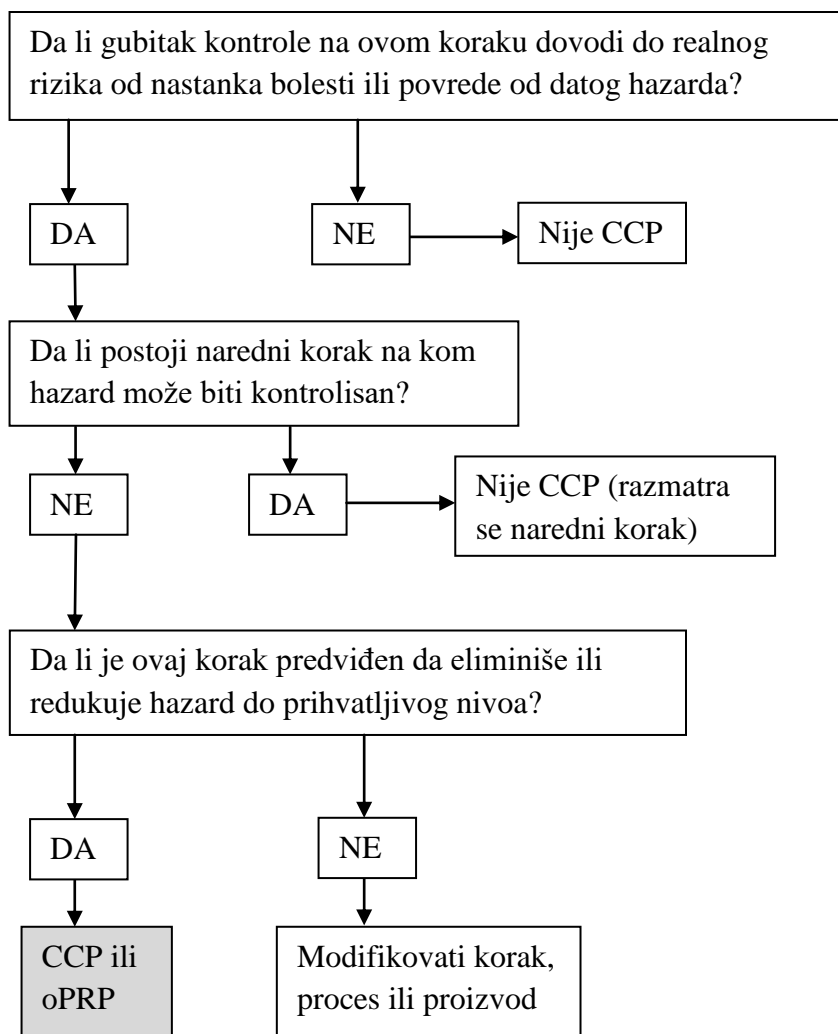 Da li gubitak kontrole na ovom koraku dovodi do realnog
rizika od nastanka bolesti ili povrede od datog hazarda?
DA
NE
Nije CCP
Da li postoji naredni korak na kom
hazard može biti kontrolisan?
NE
DA
Nije CCP (razmatra
se naredni korak)
Da li je ovaj korak predviđen da eliminiše ili
redukuje hazard do prihvatljivog nivoa?
DA
NE
CCP ili
oPRP
Modifikovati korak,
proces ili proizvod